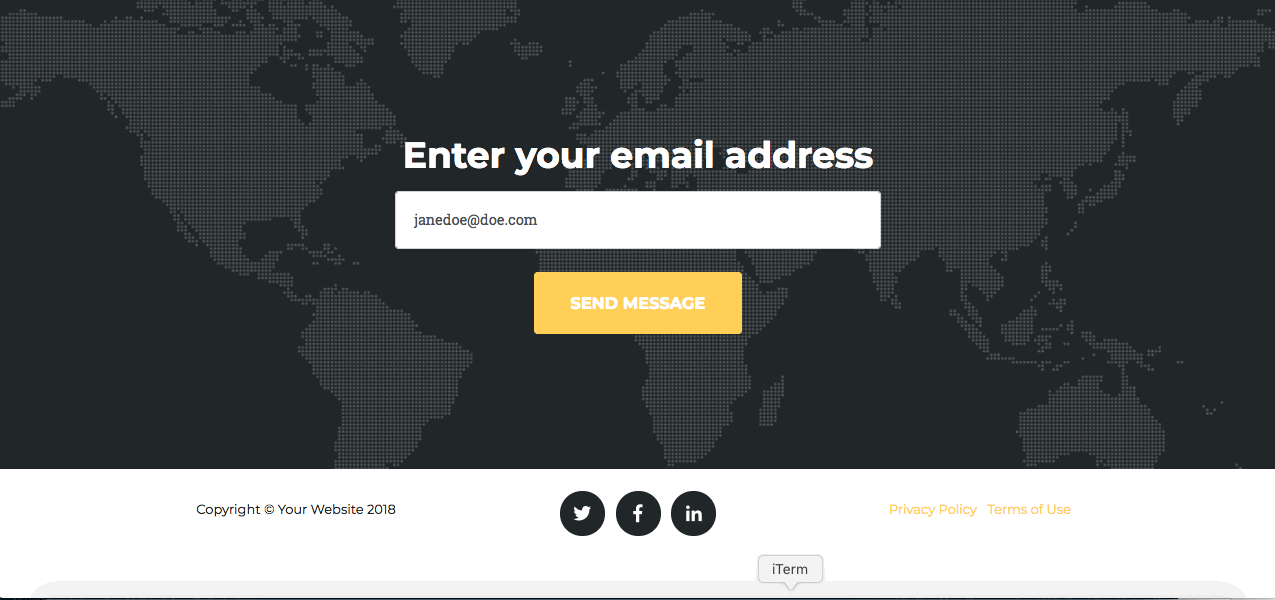 Enter your email address
janedoe@doe.com
SEND MESSAGE
Copyright © Your Website 2018
Privacy Policy Terms of Use
iTerm